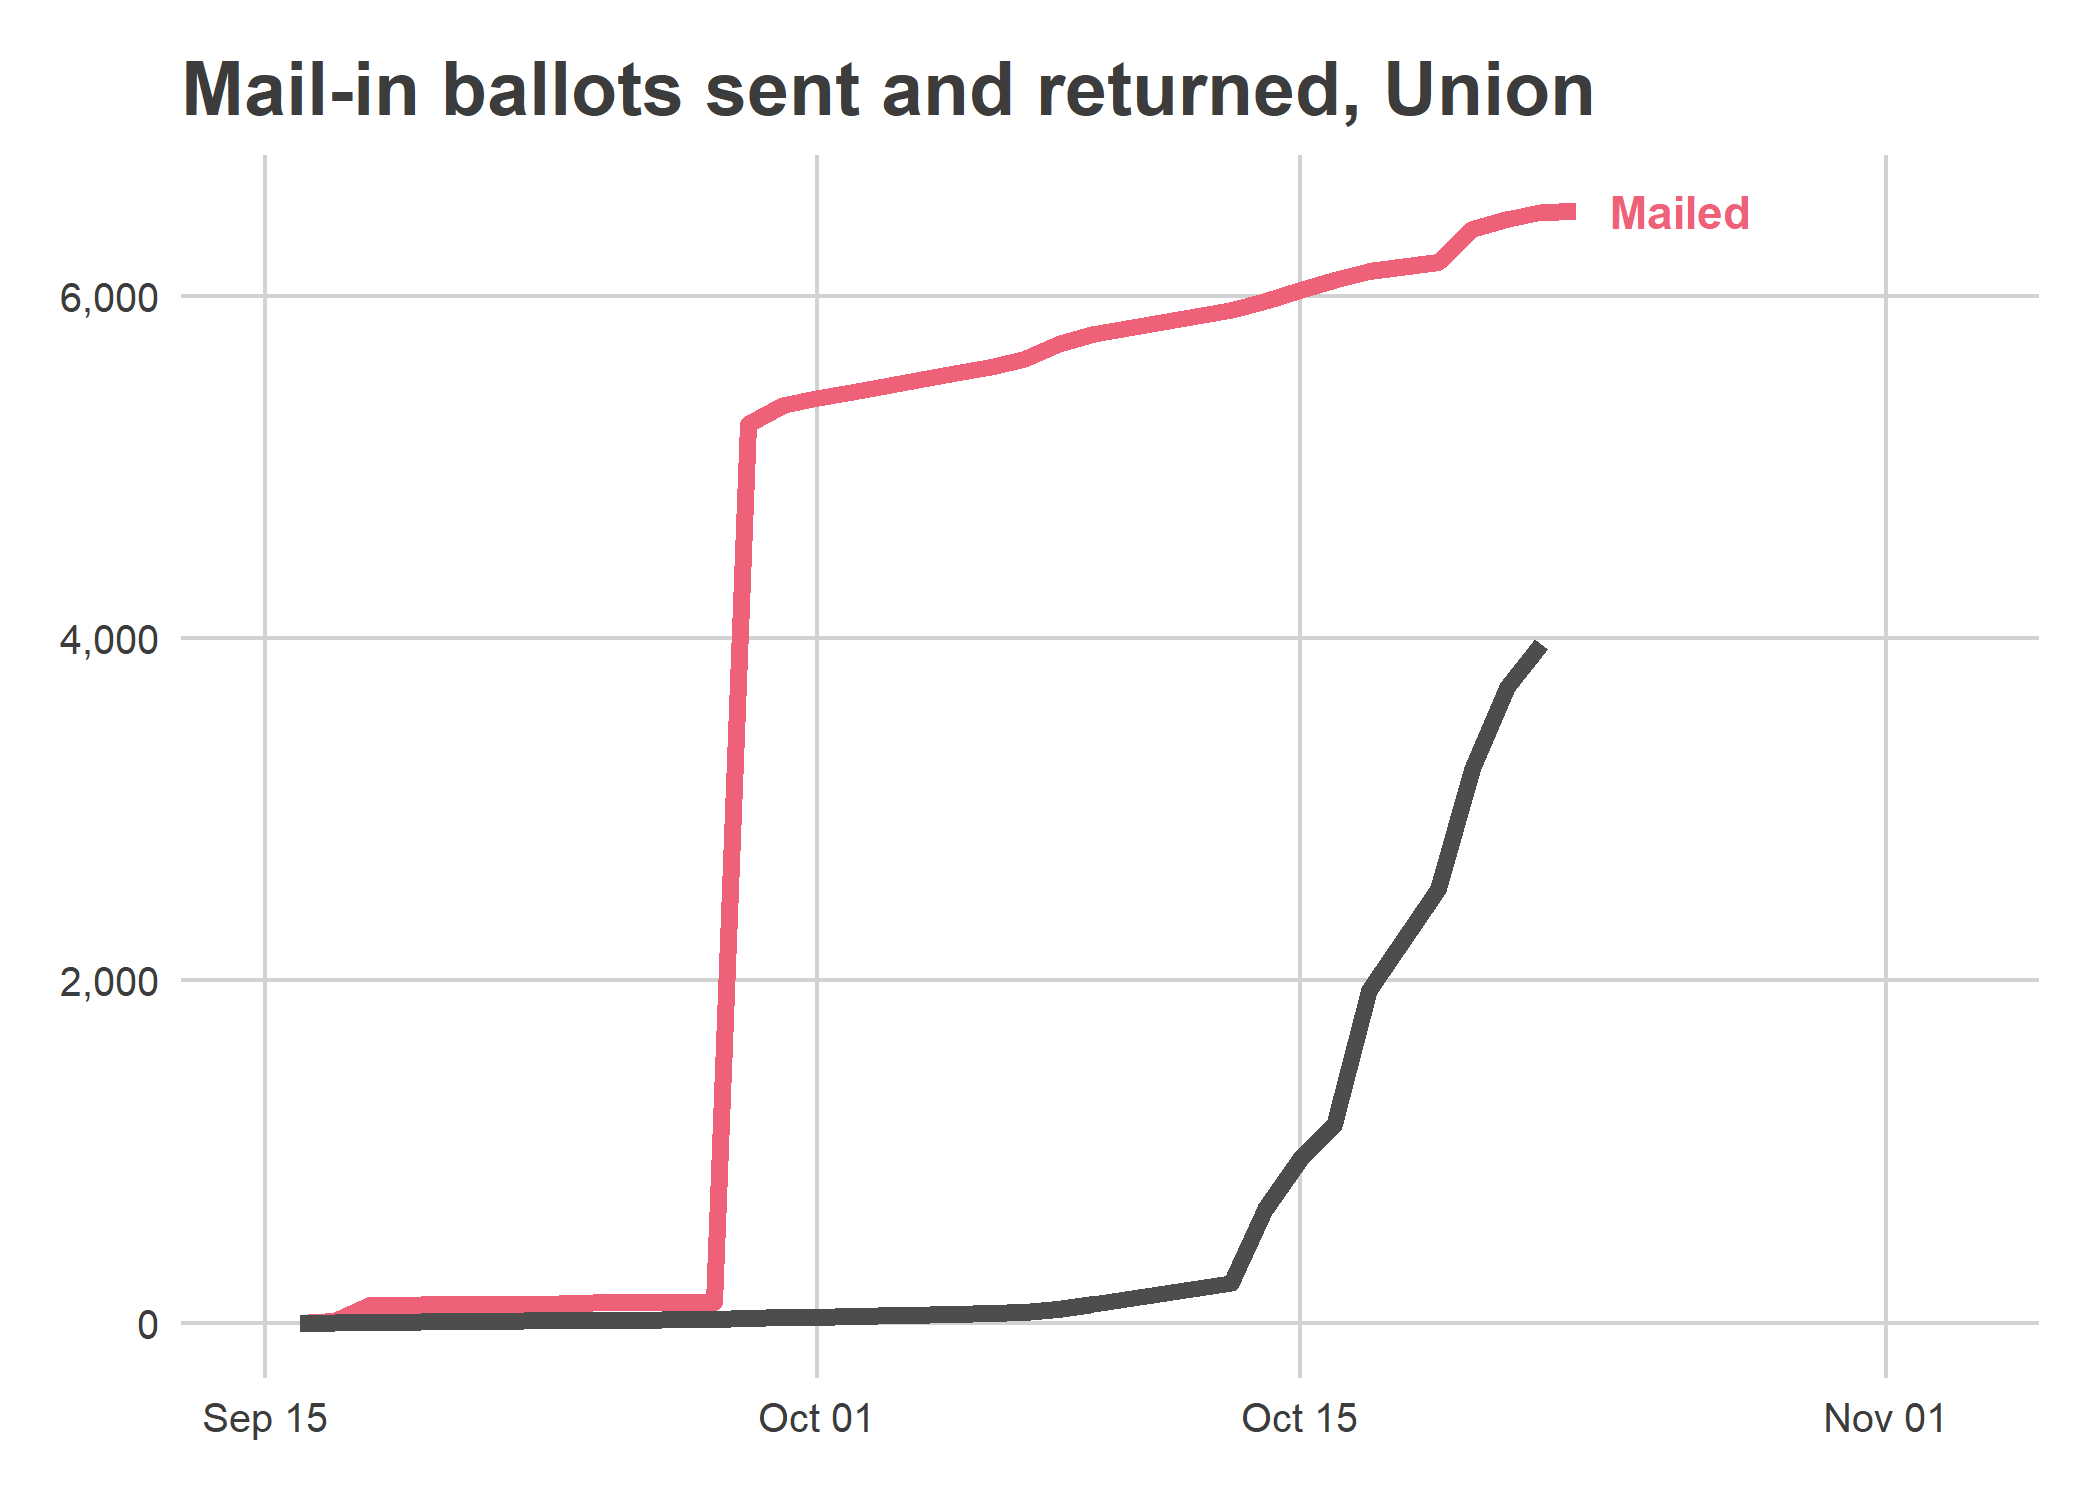 Mail-in ballots sent and returned, Union
Mailed
6,000
4,000
2,000
0
Sep 15
Oct 01
Oct 15
Nov 01